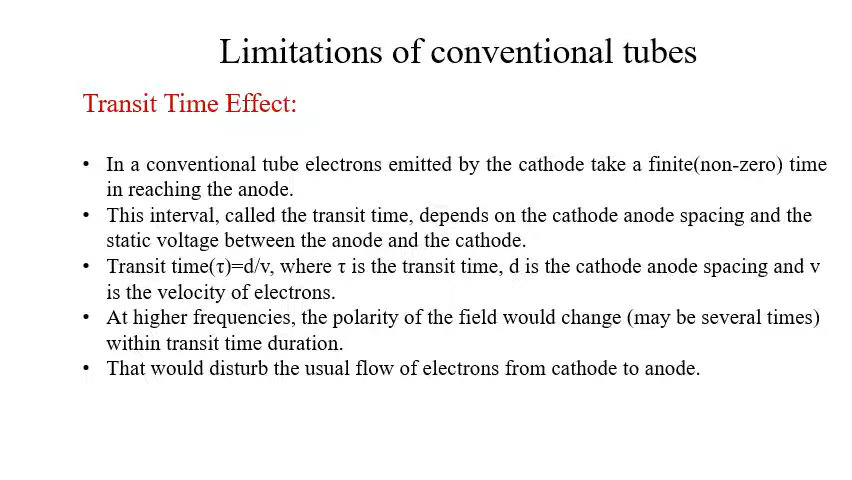 Limitations of conventional tubes
Transit Time Effect:
• In a conventional tube electrons emitted by the cathode take a finite(non-zero) time
in reaching the anode.
• This interval, called the transit time, depends on the cathode anode spacing and the
static voltage between the anode and the cathode.
• Transit time(τ)=d/v, where τ is the transit time, d is the cathode anode spacing and v
is the velocity of electrons.
• At higher frequencies, the polarity of the field would change (may be several times)
within transit time duration.
• That would disturb the usual flow of electrons from cathode to anode.